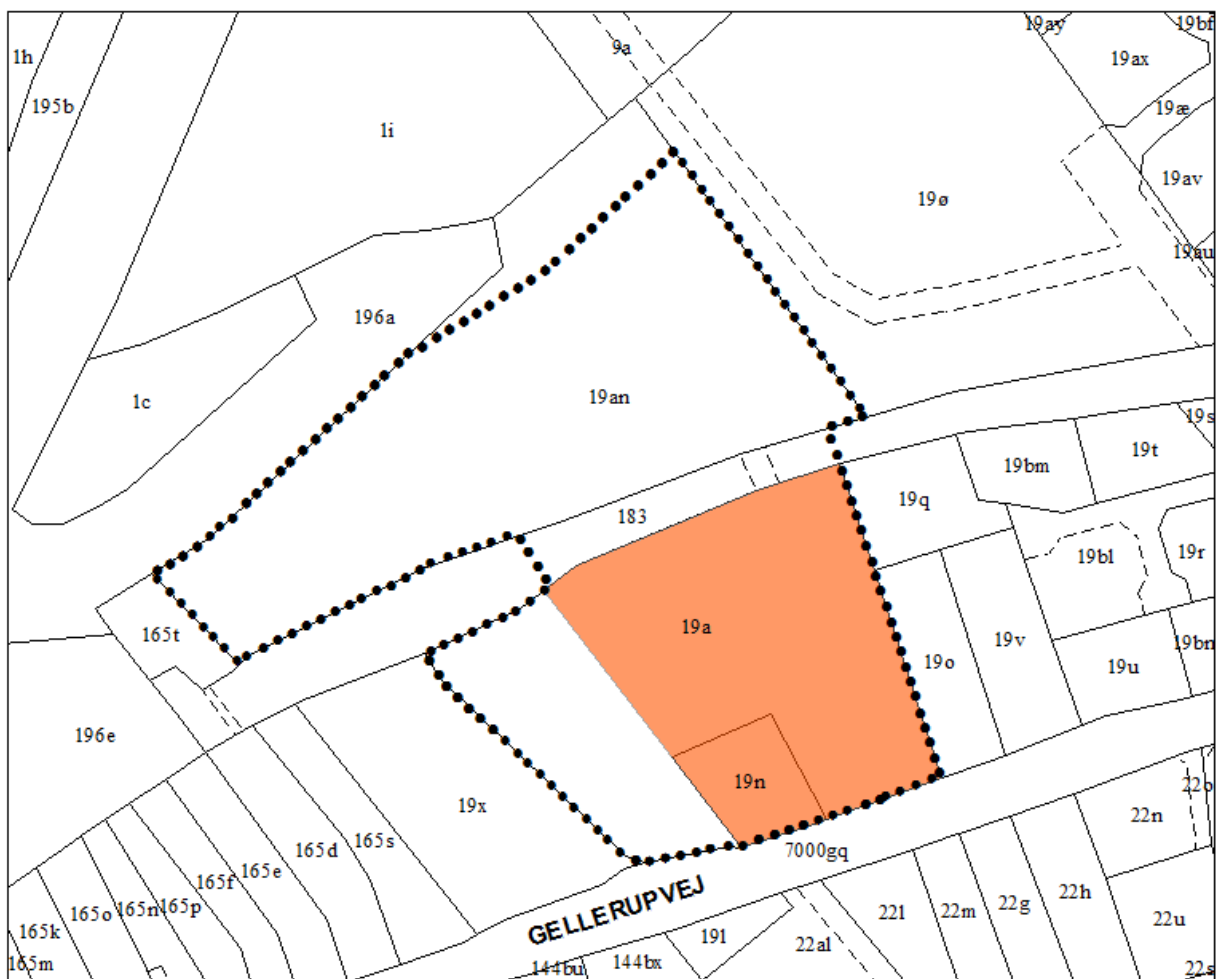 19ay
19bf
9a
1h
19ax
195b
19æ
1i
19av
19ø
19au
196a
19an
1c
19s
19t
19bm
19q
183
19bl
19r
19a
165t
19o
19v
19bn
19u
196e
19n
22o
19x
22n
165s
7000gq
165d
165e
165f
GELLERUPVEJ
165p
165n
165o
165k
22l
22m
22g
22h
22u
19l
22al
144bx
144bu
165m
22s